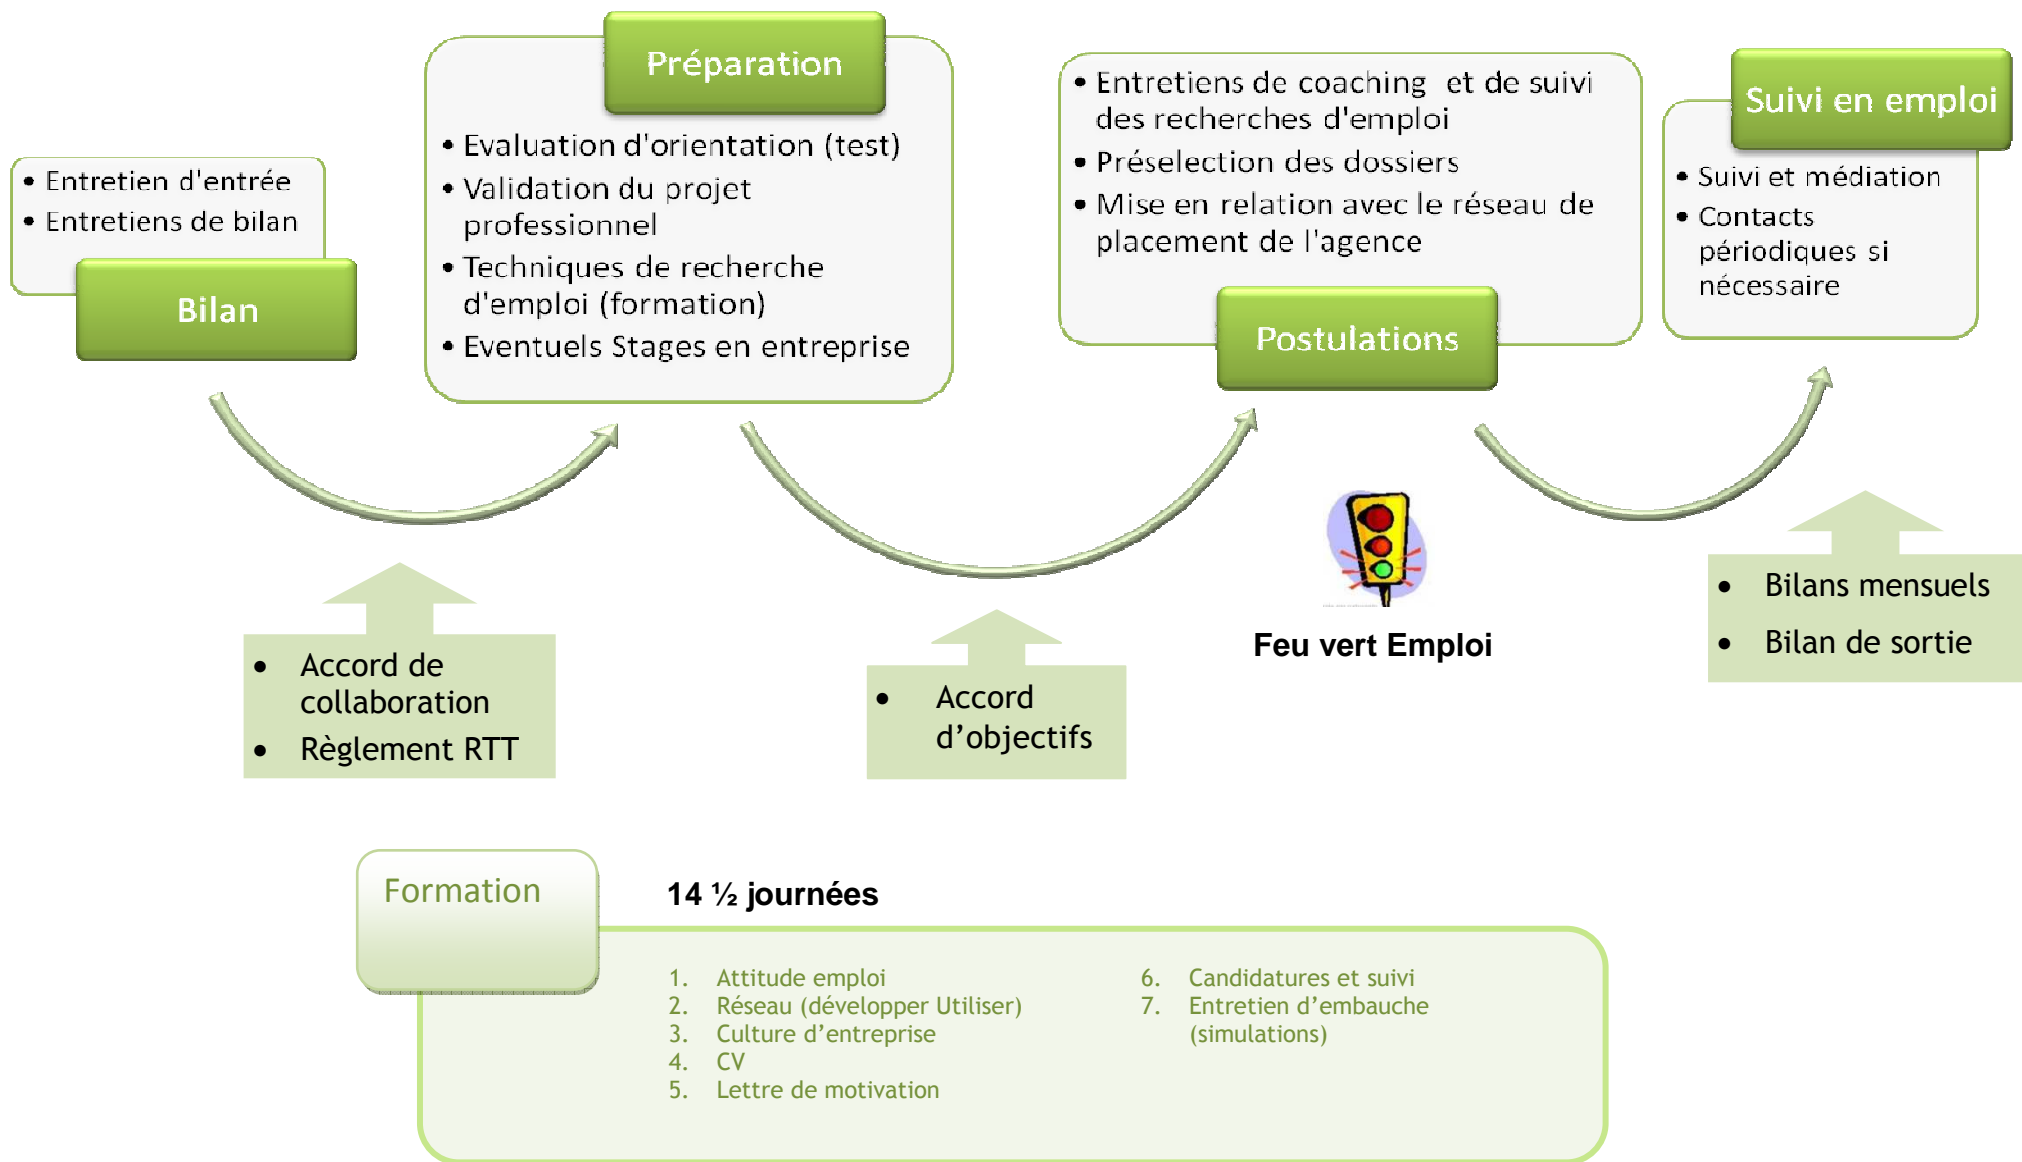 • Entretien d'entrée
• Entretiens de bilan
Bilan
Préparation
• Evaluation d'orientation (test)
• Validation du projet
professionnel
• Techniques de recherche
d'emploi (formation)
• Eventuels Stages en entreprise
• Entretiens de coaching et de suivi
des recherches d'emploi
• Préselection des dossiers
• Mise en relation avec le réseau de
placement de l'agence
Postulations
Suivi en emploi
• Suivi et médiation
• Contacts
périodiques si
nécessaire
• Accord de
collaboration
• Règlement RTT
• Accord
d’objectifs
Feu vert Emploi
• Bilans mensuels
• Bilan de sortie
Formation
14 ½ journées
1. Attitude emploi
2. Réseau (développer Utiliser)
3. Culture d’entreprise
4. CV
5. Lettre de motivation
6. Candidatures et suivi
7. Entretien d’embauche
(simulations)